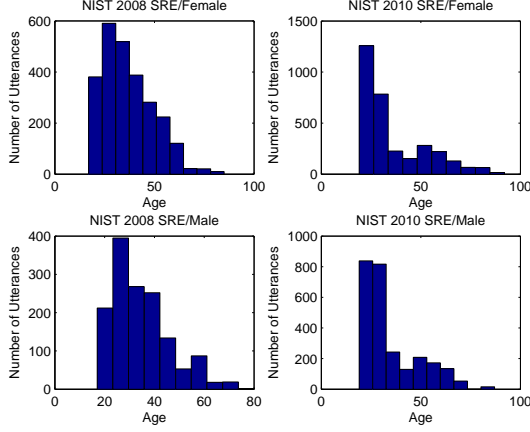 NIST 2008 SRE/Female
600
400
200
0
Number of Utterances
0 50 100
Age
NIST 2010 SRE/Female
1500
1000
500
0
Number of Utterances
0 50 100
Age
NIST 2008 SRE/Male
400
300
200
100
0
Number of Utterances
20 40 60 80
Age
NIST 2010 SRE/Male
1000
800
600
400
200
0
Number of Utterances
0 50 100
Age